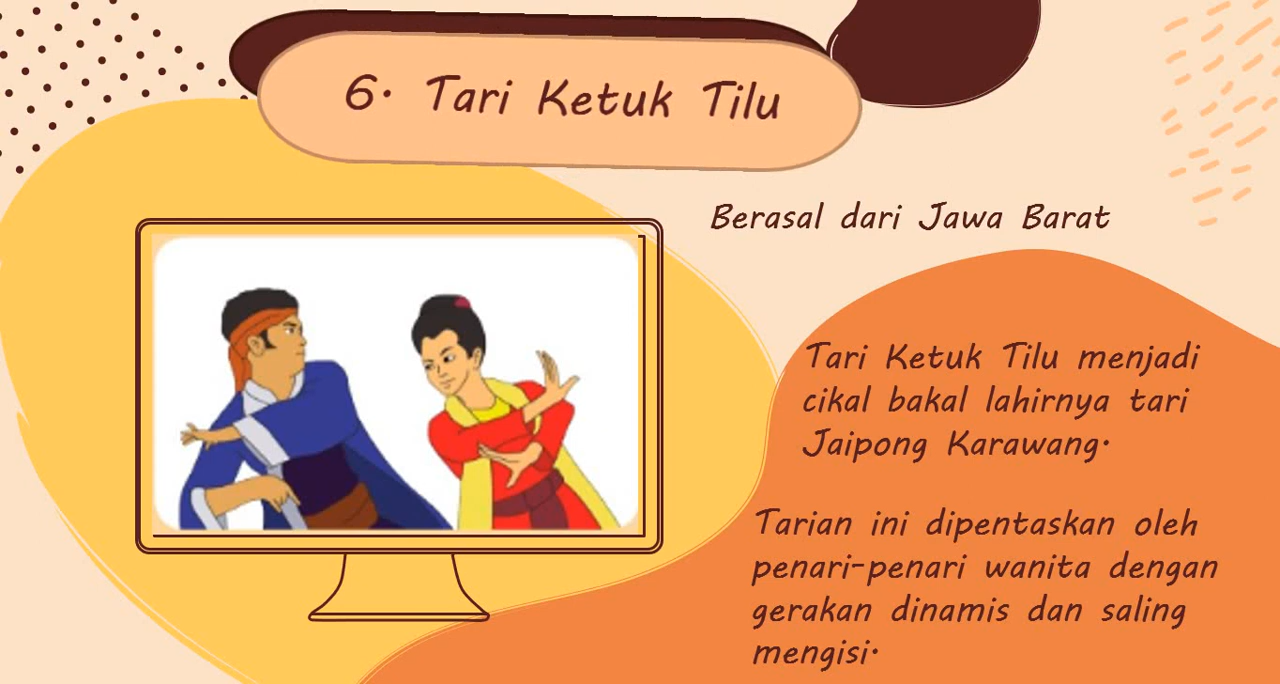 6. Tari Ketuk Tilu
Berasal dari Jawa Barat
Tari Ketuk Tilu menjadi
cikal bakal lahirnya tari
Jaipong Karawang.
Tarian ini dipentaskan oleh
penari-penari wanita dengan
gerakan dinamis dan saling
mengisi.